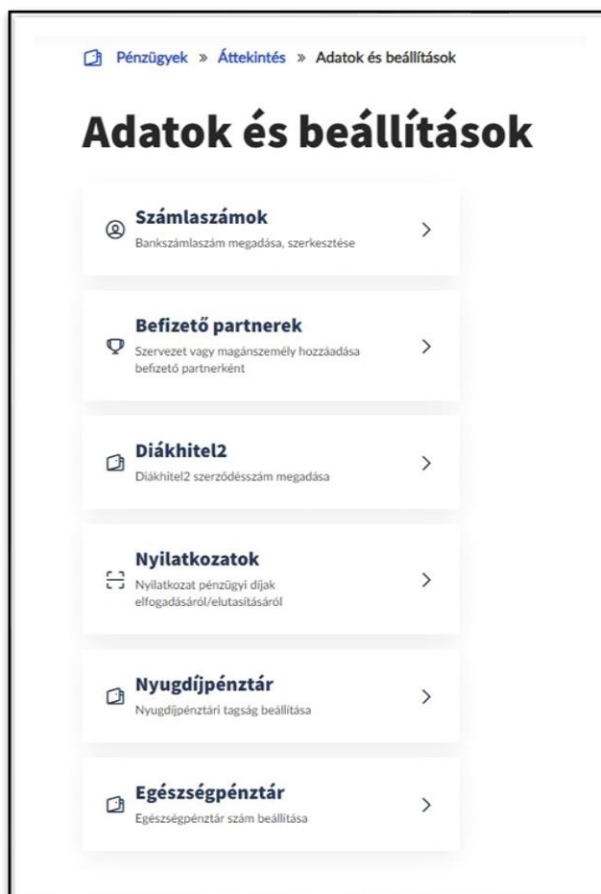 Pénzügyek » Áttekintés » Adatok és beállítások
Adatok és beállítások
Számlaszámok
Bankszámlaszám megadása, szerkesztése
Befizető partnerek
Szervezet vagy magánszemély hozzáadása
befizető partnerként
Diákhitel2
Diákhitel2 szerződésszám megadása
Nyilatkozatok
Nyilatkozat pénzügyi díjak
elfogadásáról/elutasításáról
Nyugdíjpénztár
Nyugdíjpénztári tagság beállítása
Egészségpénztár
Egészségpénztár szám beállítása